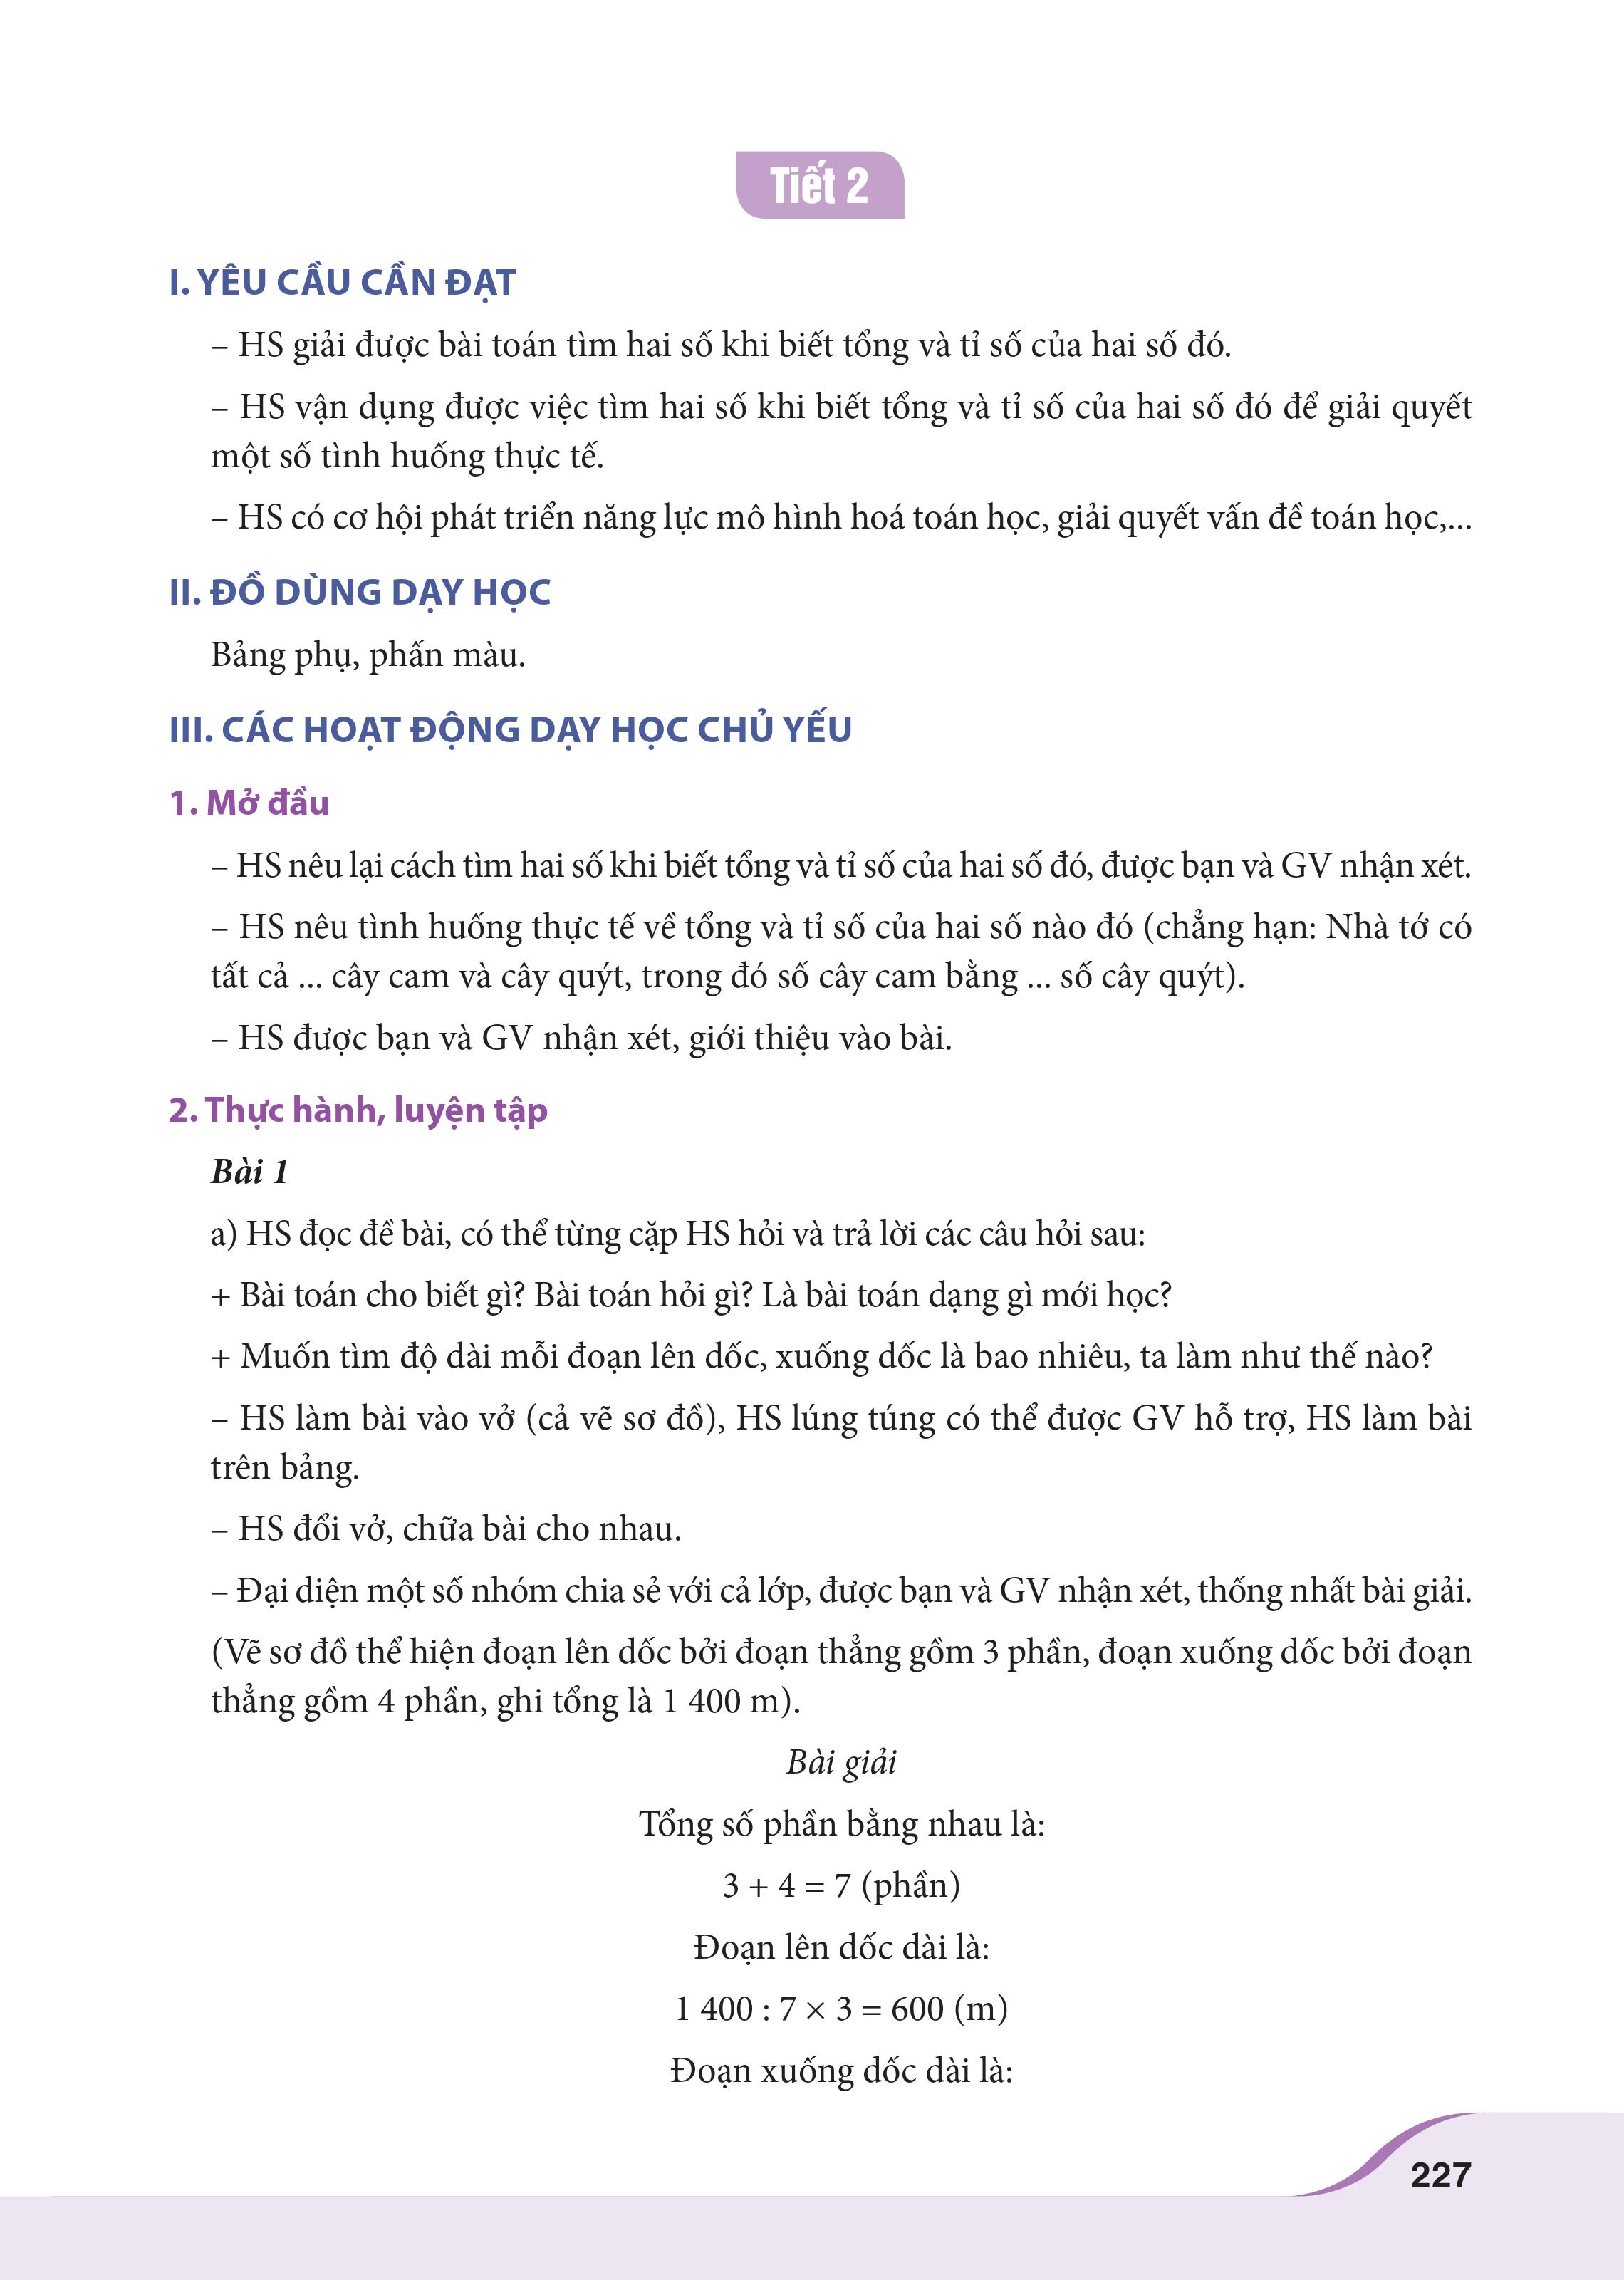 Tiết 2
I. YÊU CẦU CẦN ĐẠT
– HS giải được bài toán tìm hai số khi biết tổng và tỉ số của hai số đó.
– HS vận dụng được việc tìm hai số khi biết tổng và tỉ số của hai số đó để giải quyết
một số tình huống thực tế.
– HS có cơ hội phát triển năng lực mô hình hoá toán học, giải quyết vấn đề toán học,...
II. ĐỒ DÙNG DẠY HỌC
Bảng phụ, phấn màu.
III. CÁC HOẠT ĐỘNG DẠY HỌC CHỦ YẾU
1. Mở đầu
– HS nêu lại cách tìm hai số khi biết tổng và tỉ số của hai số đó, được bạn và GV nhận xét.
– HS nêu tình huống thực tế về tổng và tỉ số của hai số nào đó (chẳng hạn: Nhà tớ có
tất cả ... cây cam và cây quýt, trong đó số cây cam bằng ... số cây quýt).
– HS được bạn và GV nhận xét, giới thiệu vào bài.
2. Thực hành, luyện tập
Bài 1
a) HS đọc đề bài, có thể từng cặp HS hỏi và trả lời các câu hỏi sau:
+ Bài toán cho biết gì? Bài toán hỏi gì? Là bài toán dạng gì mới học?
+ Muốn tìm độ dài mỗi đoạn lên dốc, xuống dốc là bao nhiêu, ta làm như thế nào?
– HS làm bài vào vở (cả vẽ sơ đồ), HS lúng túng có thể được GV hỗ trợ, HS làm bài
trên bảng.
– HS đổi vở, chữa bài cho nhau.
– Đại diện một số nhóm chia sẻ với cả lớp, được bạn và GV nhận xét, thống nhất bài giải.
(Vẽ sơ đồ thể hiện đoạn lên dốc bởi đoạn thẳng gồm 3 phần, đoạn xuống dốc bởi đoạn
thẳng gồm 4 phần, ghi tổng là 1 400 m).
Bài giải
Tổng số phần bằng nhau là:
3 + 4 = 7 (phần)
Đoạn lên dốc dài là:
1 400 : 7 × 3 = 600 (m)
Đoạn xuống dốc dài là:
227